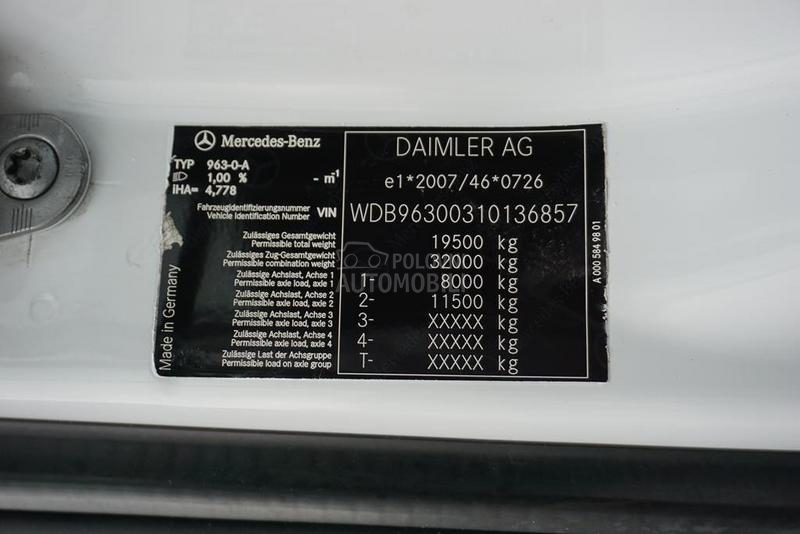 Mercedes-Benz
TYP 963-0-A
1,00 % - m⁻¹
iHA= 4,778
DAIMLER AG
e1*2007/46*0726
Fahrzeugidentifizierungsnummer
Vehicle Identification Number VIN WDB96300310136857
Zulässiges Gesamtgewicht
Permissible total weight 19500 kg
Zulässiges Zug-Gesamtgewicht
Permissible combination weight 32000 kg
Zulässige Achslast, Achse 1
Permissible axle load, axle 1 1- 8000 kg
Zulässige Achslast, Achse 2
Permissible axle load, axle 2 2- 11500 kg
Zulässige Achslast, Achse 3
Permissible axle load, axle 3 3- XXXXX kg
Zulässige Achslast, Achse 4
Permissible axle load, axle 4 4- XXXXX kg
Zulässige Last der Achsgruppe
Permissible load on axle group T- XXXXX kg
Made in Germany
A 000 584 98 01
AUTOMOBILI